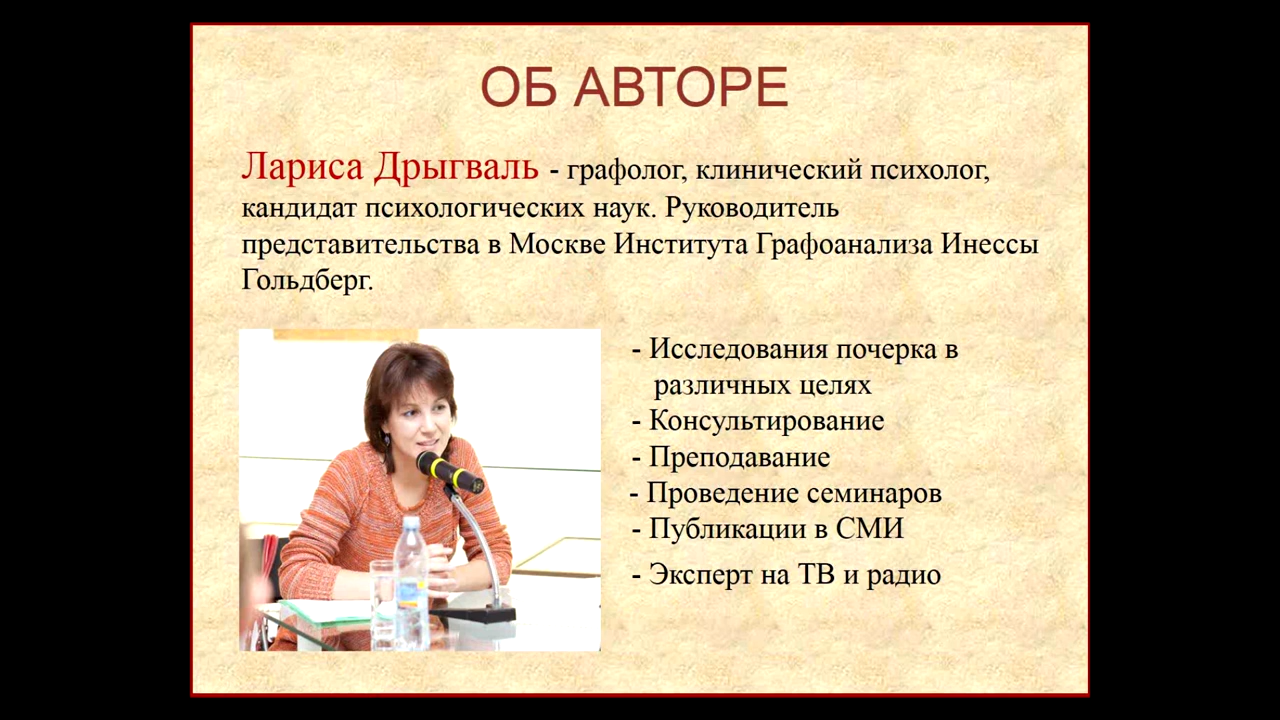 ОБ АВТОРЕ
Лариса Дрыгваль - графолог, клинический психолог,
кандидат психологических наук. Руководитель
представительства в Москве Института Графоанализа Инессы
Гольдберг.
- Исследования почерка в
различных целях
- Консультирование
- Преподавание
- Проведение семинаров
- Публикации в СМИ
- Эксперт на ТВ и радио